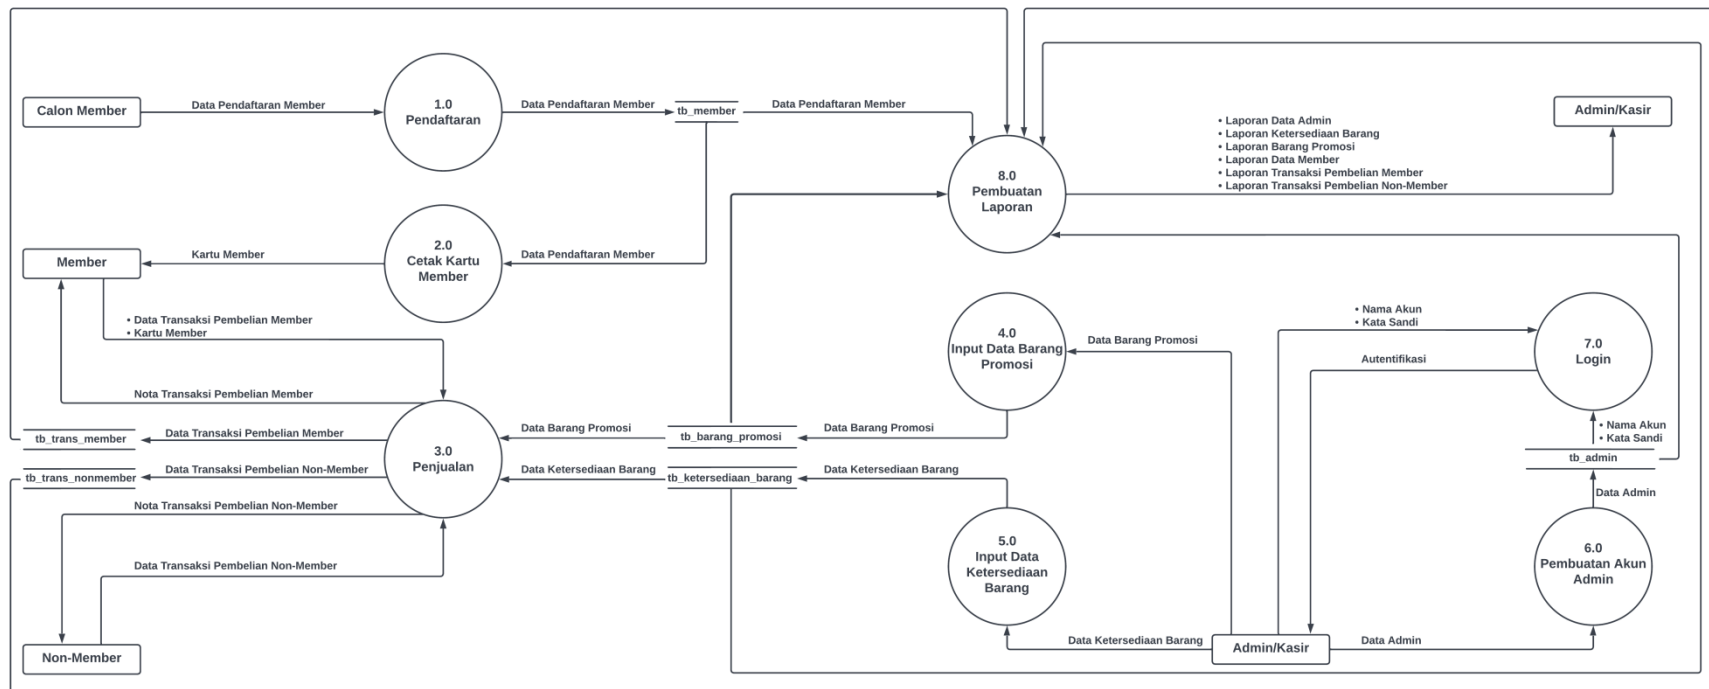 Calon Member
Data Pendaftaran Member
1.0
Pendaftaran
Data Pendaftaran Member
tb_member
Data Pendaftaran Member
8.0
Pembuatan
Laporan
• Laporan Data Admin
• Laporan Ketersediaan Barang
• Laporan Barang Promosi
• Laporan Data Member
• Laporan Transaksi Pembelian Member
• Laporan Transaksi Pembelian Non-Member
Admin/Kasir
Member
Kartu Member
2.0
Cetak Kartu
Member
Data Pendaftaran Member
• Data Transaksi Pembelian Member
• Kartu Member
Nota Transaksi Pembelian Member
tb_trans_member
Data Transaksi Pembelian Member
tb_trans_nonmember
Data Transaksi Pembelian Non-Member
3.0
Penjualan
Nota Transaksi Pembelian Non-Member
Data Transaksi Pembelian Non-Member
Non-Member
Data Barang Promosi
tb_barang_promosi
Data Barang Promosi
Data Ketersediaan Barang
tb_ketersediaan_barang
Data Ketersediaan Barang
4.0
Input Data Barang
Promosi
Data Barang Promosi
5.0
Input Data
Ketersediaan
Barang
Data Ketersediaan Barang
Admin/Kasir
Data Admin
• Nama Akun
• Kata Sandi
Autentifikasi
7.0
Login
• Nama Akun
• Kata Sandi
tb_admin
Data Admin
6.0
Pembuatan Akun
Admin